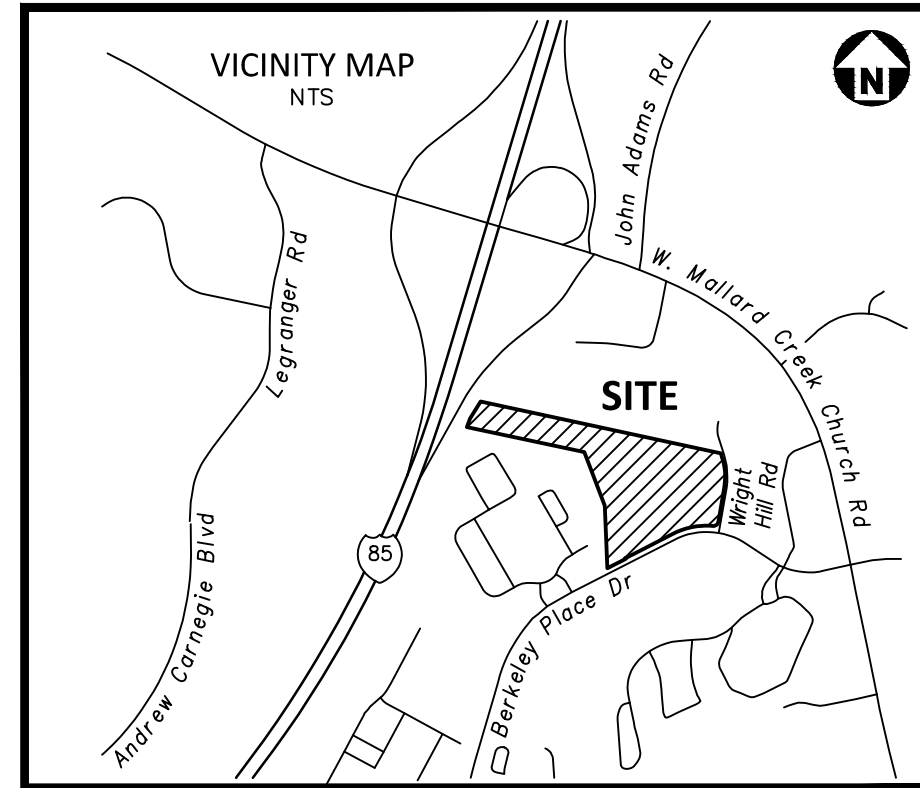 VICINITY MAP
NTS
N
John Adams Rd
W. Mallard Creek Church Rd
Legranger Rd
SITE
Wright
Hill Rd
85
Andrew Carnegie Blvd
Berkeley Place Dr